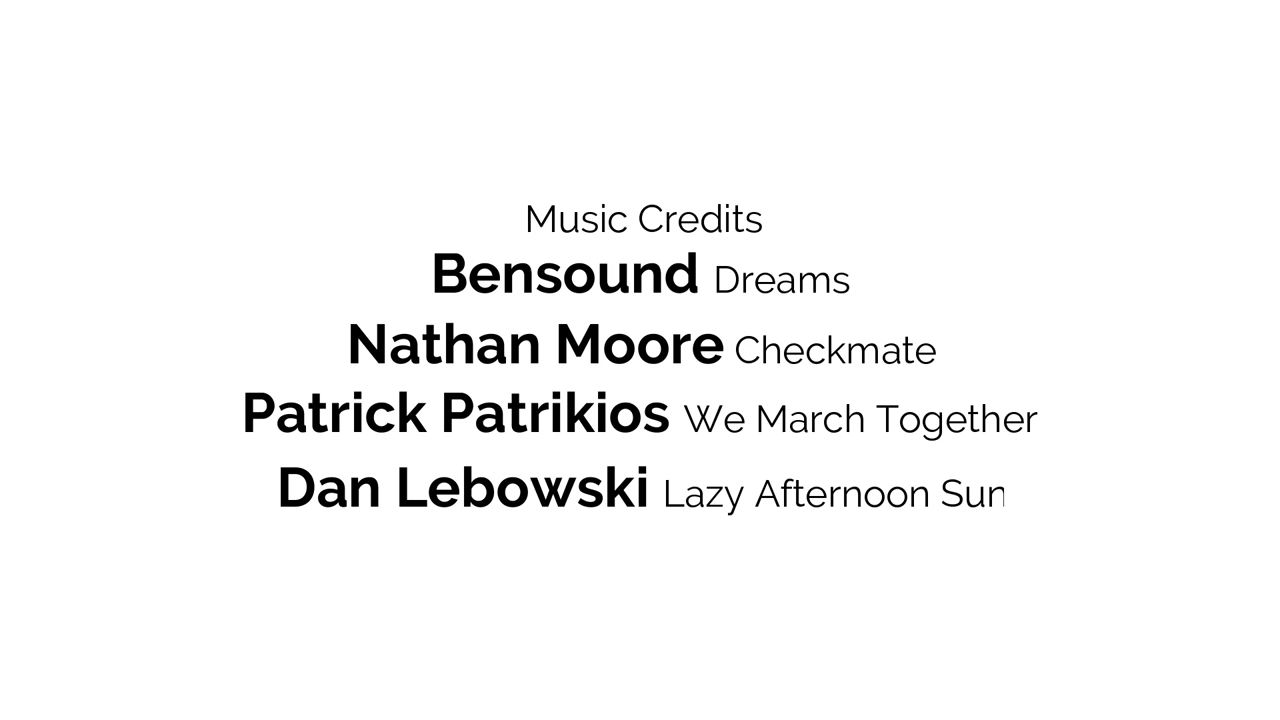 Music Credits
Bensound Dreams
Nathan Moore Checkmate
Patrick Patrikios We March Together
Dan Lebowski Lazy Afternoon Sun